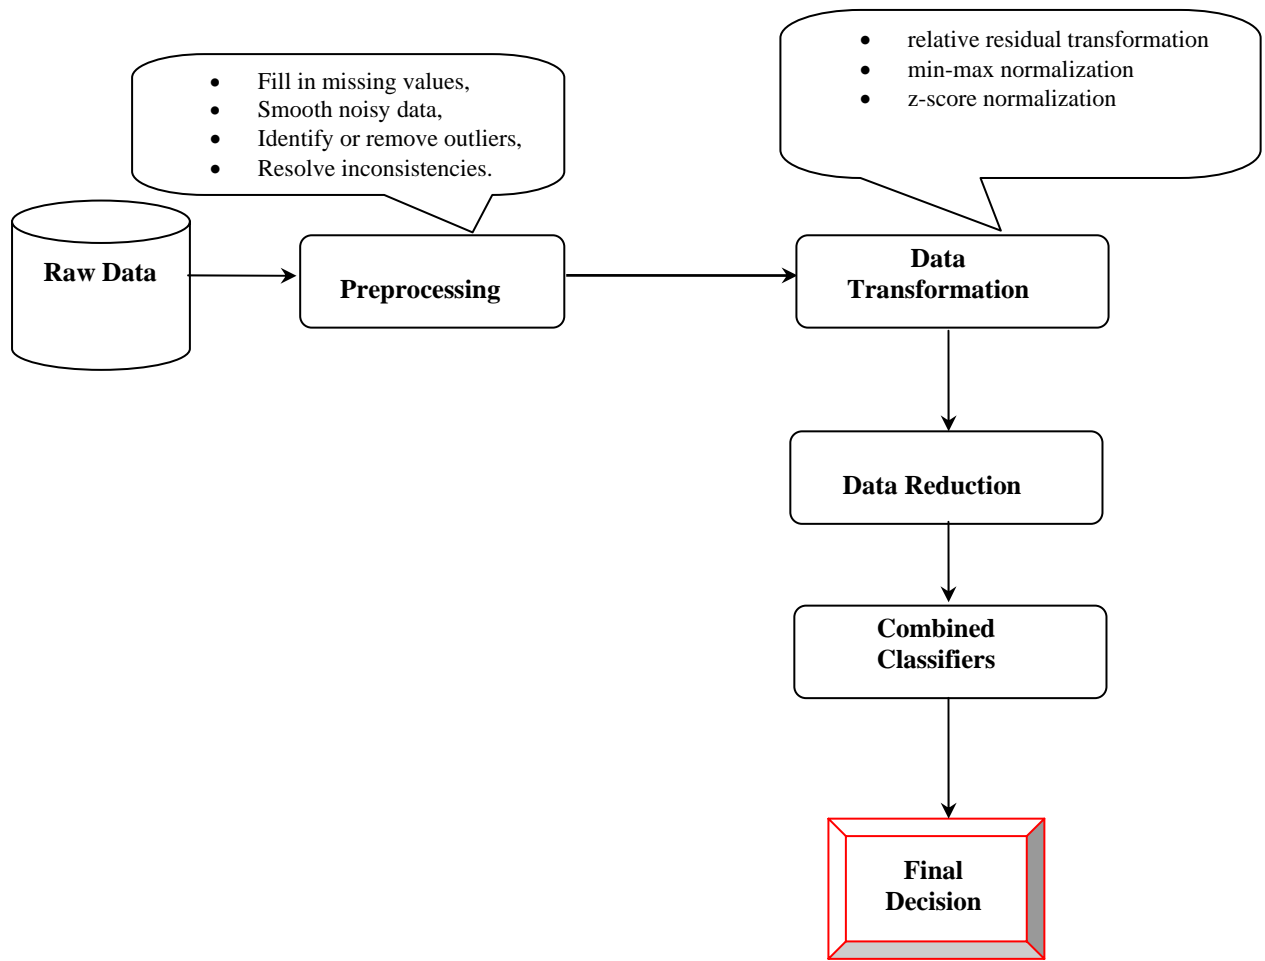 • relative residual transformation
• min-max normalization
• z-score normalization
• Fill in missing values,
• Smooth noisy data,
• Identify or remove outliers,
• Resolve inconsistencies.
Raw Data
Preprocessing
Data
Transformation
Data Reduction
Combined
Classifiers
Final
Decision